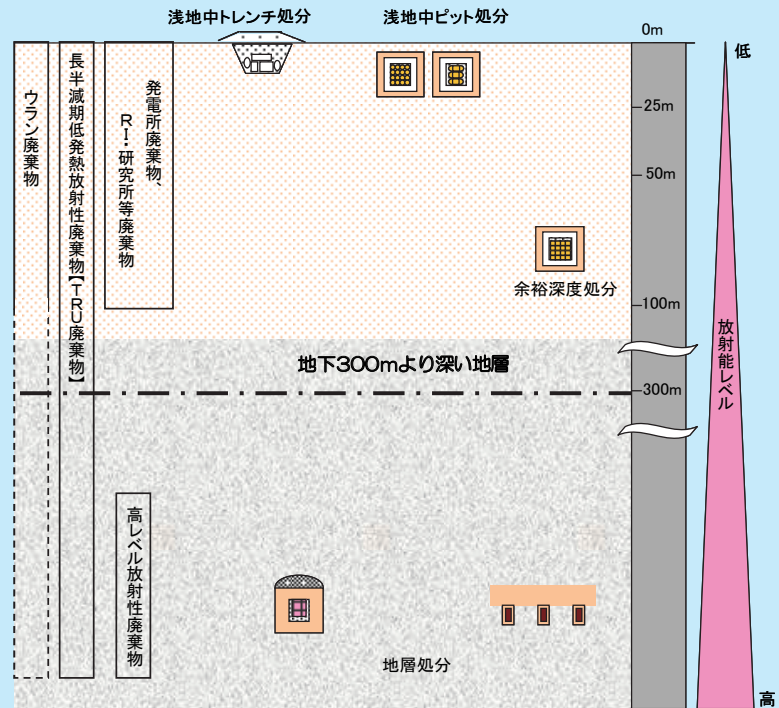 浅地中トレンチ処分
浅地中ピット処分
0m
低
25m
50m
100m
300m
ウラン廃棄物
長半減期低発熱放射性廃棄物【TRU廃棄物】
発電所廃棄物、
RI・研究所等廃棄物
余裕深度処分
地下300mより深い地層
放射能レベル
高レベル放射性廃棄物
地層処分
高